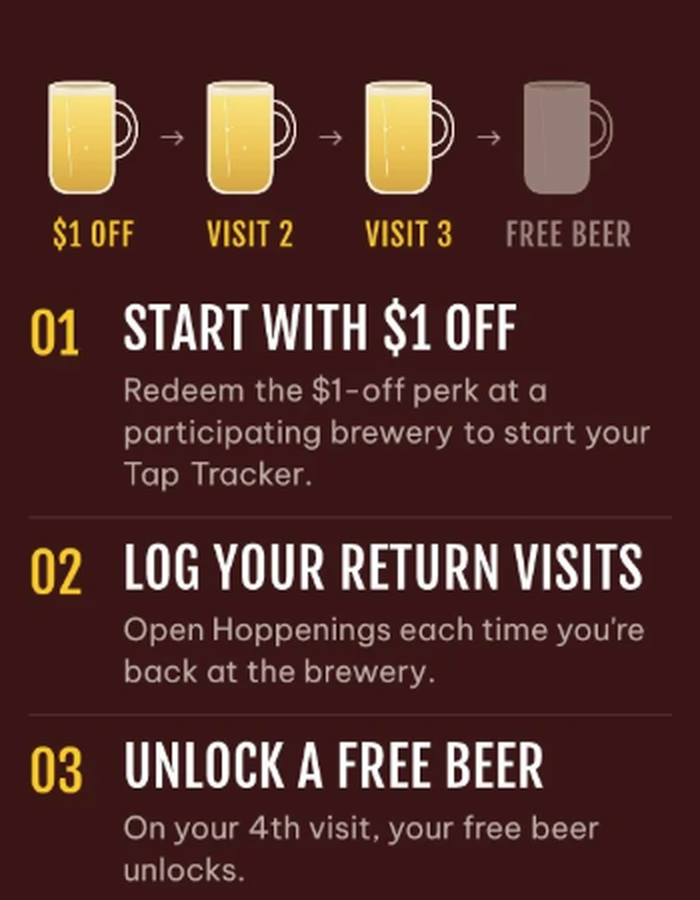 $1 OFF → VISIT 2 → VISIT 3 → FREE BEER
01 START WITH $1 OFF
Redeem the $1-off perk at a
participating brewery to start your
Tap Tracker.
02 LOG YOUR RETURN VISITS
Open Hoppenings each time you're
back at the brewery.
03 UNLOCK A FREE BEER
On your 4th visit, your free beer
unlocks.